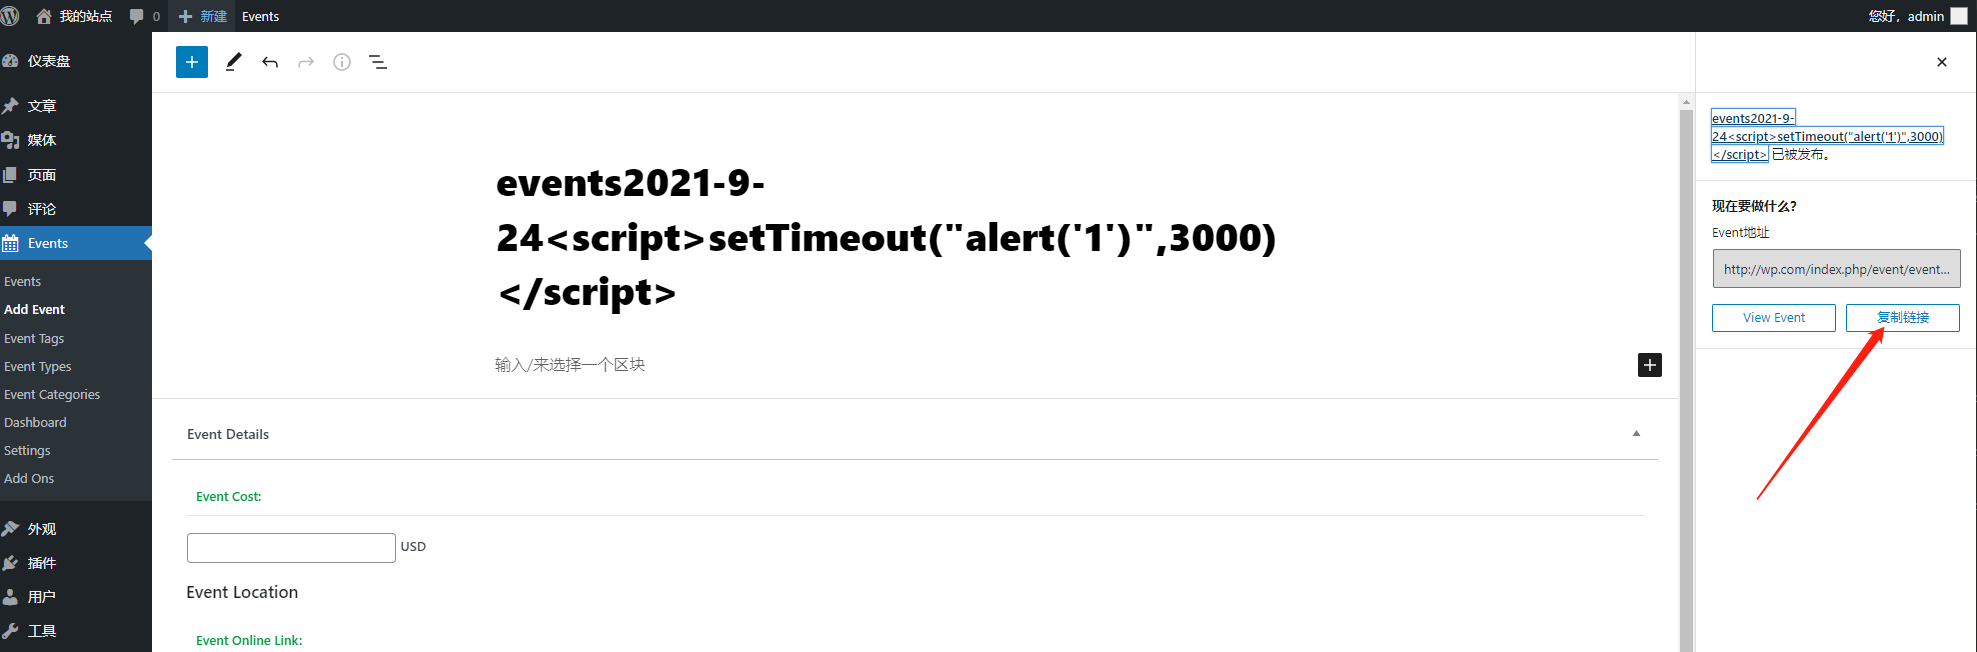 我的站点
0
新建
Events
您好，admin
仪表盘
文章
媒体
页面
评论
Events
Events
Add Event
Event Tags
Event Types
Event Categories
Dashboard
Settings
Add Ons
外观
插件
用户
工具
events2021-9-
24<script>setTimeout("alert('1')",3000)
</script>
输入/来选择一个区块
Event Details
Event Cost:
USD
Event Location
Event Online Link:
events2021-9-
24<script>setTimeout("alert('1')",3000)
</script> 已被发布。
现在要做什么？
Event地址
http://wp.com/index.php/event/event...
View Event
复制链接